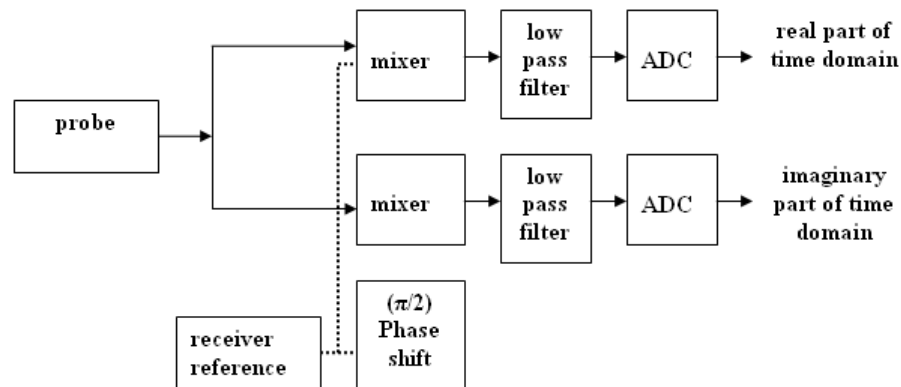 probe
mixer
low
pass
filter
ADC
real part of
time domain
mixer
low
pass
filter
ADC
imaginary
part of time
domain
receiver
reference
(π/2)
Phase
shift